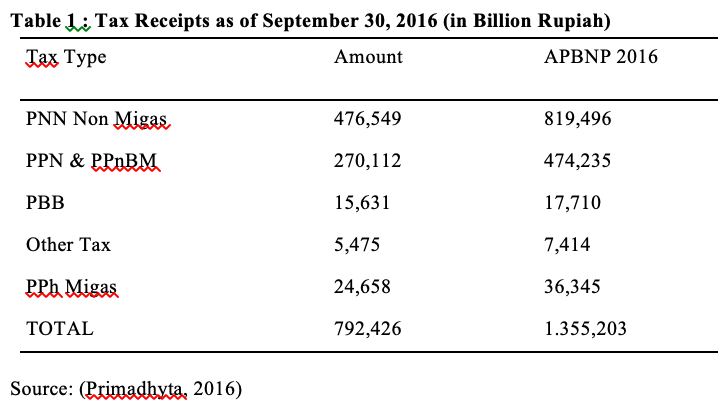 Table 1 : Tax Receipts as of September 30, 2016 (in Billion Rupiah)
Tax Type Amount APBNP 2016
PNN Non Migas 476,549 819,496
PPN & PPnBM 270,112 474,235
PBB 15,631 17,710
Other Tax 5,475 7,414
PPh Migas 24,658 36,345
TOTAL 792,426 1.355,203
Source: (Primadhyta, 2016)